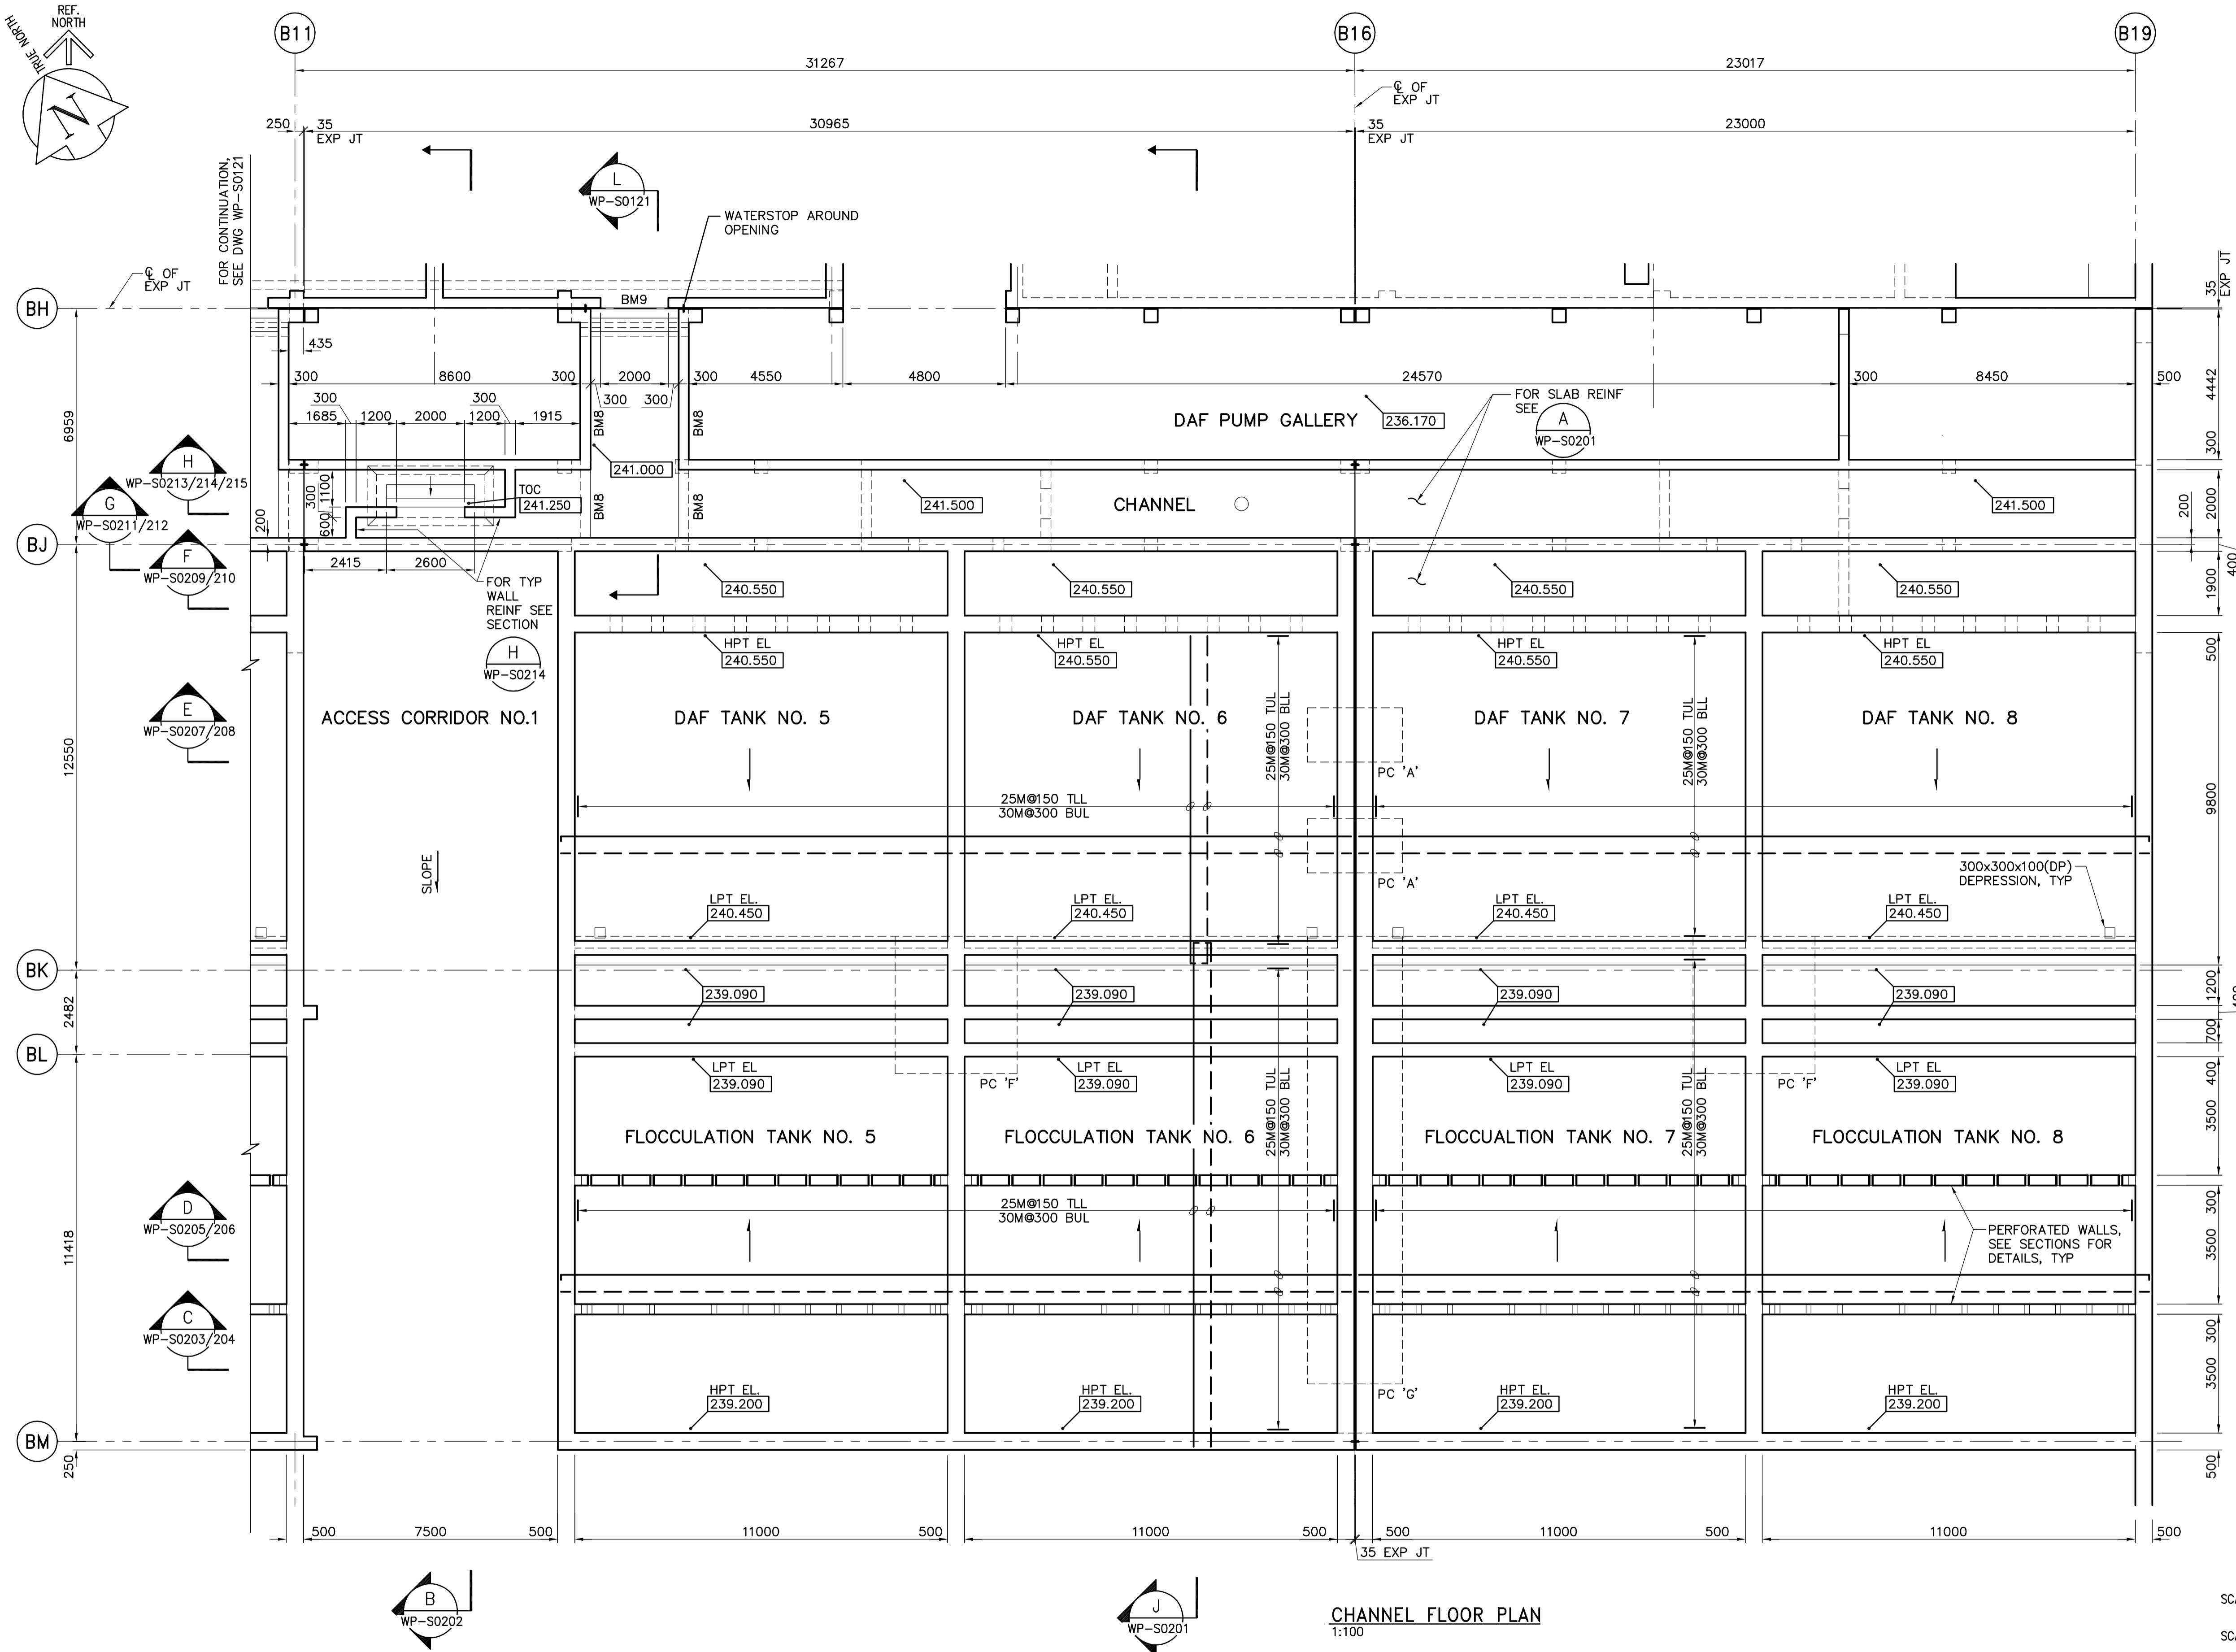 REF.
NORTH
TRUE NORTH
N
B11
B16
B19
31267
23017
℄ OF
EXP JT
250
35
EXP JT
30965
35
EXP JT
23000
FOR CONTINUATION,
SEE DWG WP-S0121
L
WP-S0121
WATERSTOP AROUND
OPENING
℄ OF
EXP JT
35
EXP JT
BH
BM9
435
300
8600
300
2000
300
4550
4800
24570
300
8450
500
4442
300
300
300
300
1685
1200
2000
1200
1915
BM8
BM8
DAF PUMP GALLERY
236.170
FOR SLAB REINF
SEE
A
WP-S0201
6959
300
H
WP-S0213/214/215
G
WP-S0211/212
241.000
300
1100
600
TOC
241.250
BM8
BM8
241.500
CHANNEL
241.500
2000
200
200
BJ
400
F
WP-S0209/210
2415
2600
FOR TYP
WALL
REINF SEE
SECTION
H
WP-S0214
240.550
240.550
240.550
240.550
1900
HPT EL
240.550
HPT EL
240.550
HPT EL
240.550
HPT EL
240.550
500
E
WP-S0207/208
ACCESS CORRIDOR NO.1
DAF TANK NO. 5
DAF TANK NO. 6
DAF TANK NO. 7
DAF TANK NO. 8
25M@150 TUL
30M@300 BLL
25M@150 TUL
30M@300 BLL
PC 'A'
12550
9800
25M@150 TLL
30M@300 BUL
SLOPE
PC 'A'
300x300x100(DP)
DEPRESSION, TYP
LPT EL.
240.450
LPT EL.
240.450
LPT EL.
240.450
LPT EL.
240.450
BK
239.090
239.090
239.090
239.090
1200
2482
700
BL
LPT EL
239.090
LPT EL
239.090
LPT EL
239.090
LPT EL
239.090
PC 'F'
PC 'F'
400
25M@150 TUL
30M@300 BLL
25M@150 TUL
30M@300 BLL
FLOCCULATION TANK NO. 5
FLOCCULATION TANK NO. 6
FLOCCUALTION TANK NO. 7
FLOCCULATION TANK NO. 8
3500
D
WP-S0205/206
25M@150 TLL
30M@300 BUL
300
PERFORATED WALLS,
SEE SECTIONS FOR
DETAILS, TYP
11418
3500
C
WP-S0203/204
300
HPT EL.
239.200
HPT EL.
239.200
PC 'G'
HPT EL.
239.200
HPT EL.
239.200
3500
BM
250
500
500
7500
500
11000
500
11000
500
500
11000
500
11000
500
35 EXP JT
B
WP-S0202
J
WP-S0201
CHANNEL FLOOR PLAN
1:100